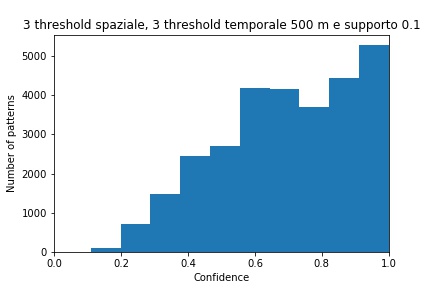 3 threshold spaziale, 3 threshold temporale 500 m e supporto 0.1
5000
4000
3000
2000
1000
0
Number of patterns
0.0 0.2 0.4 0.6 0.8 1.0
Confidence